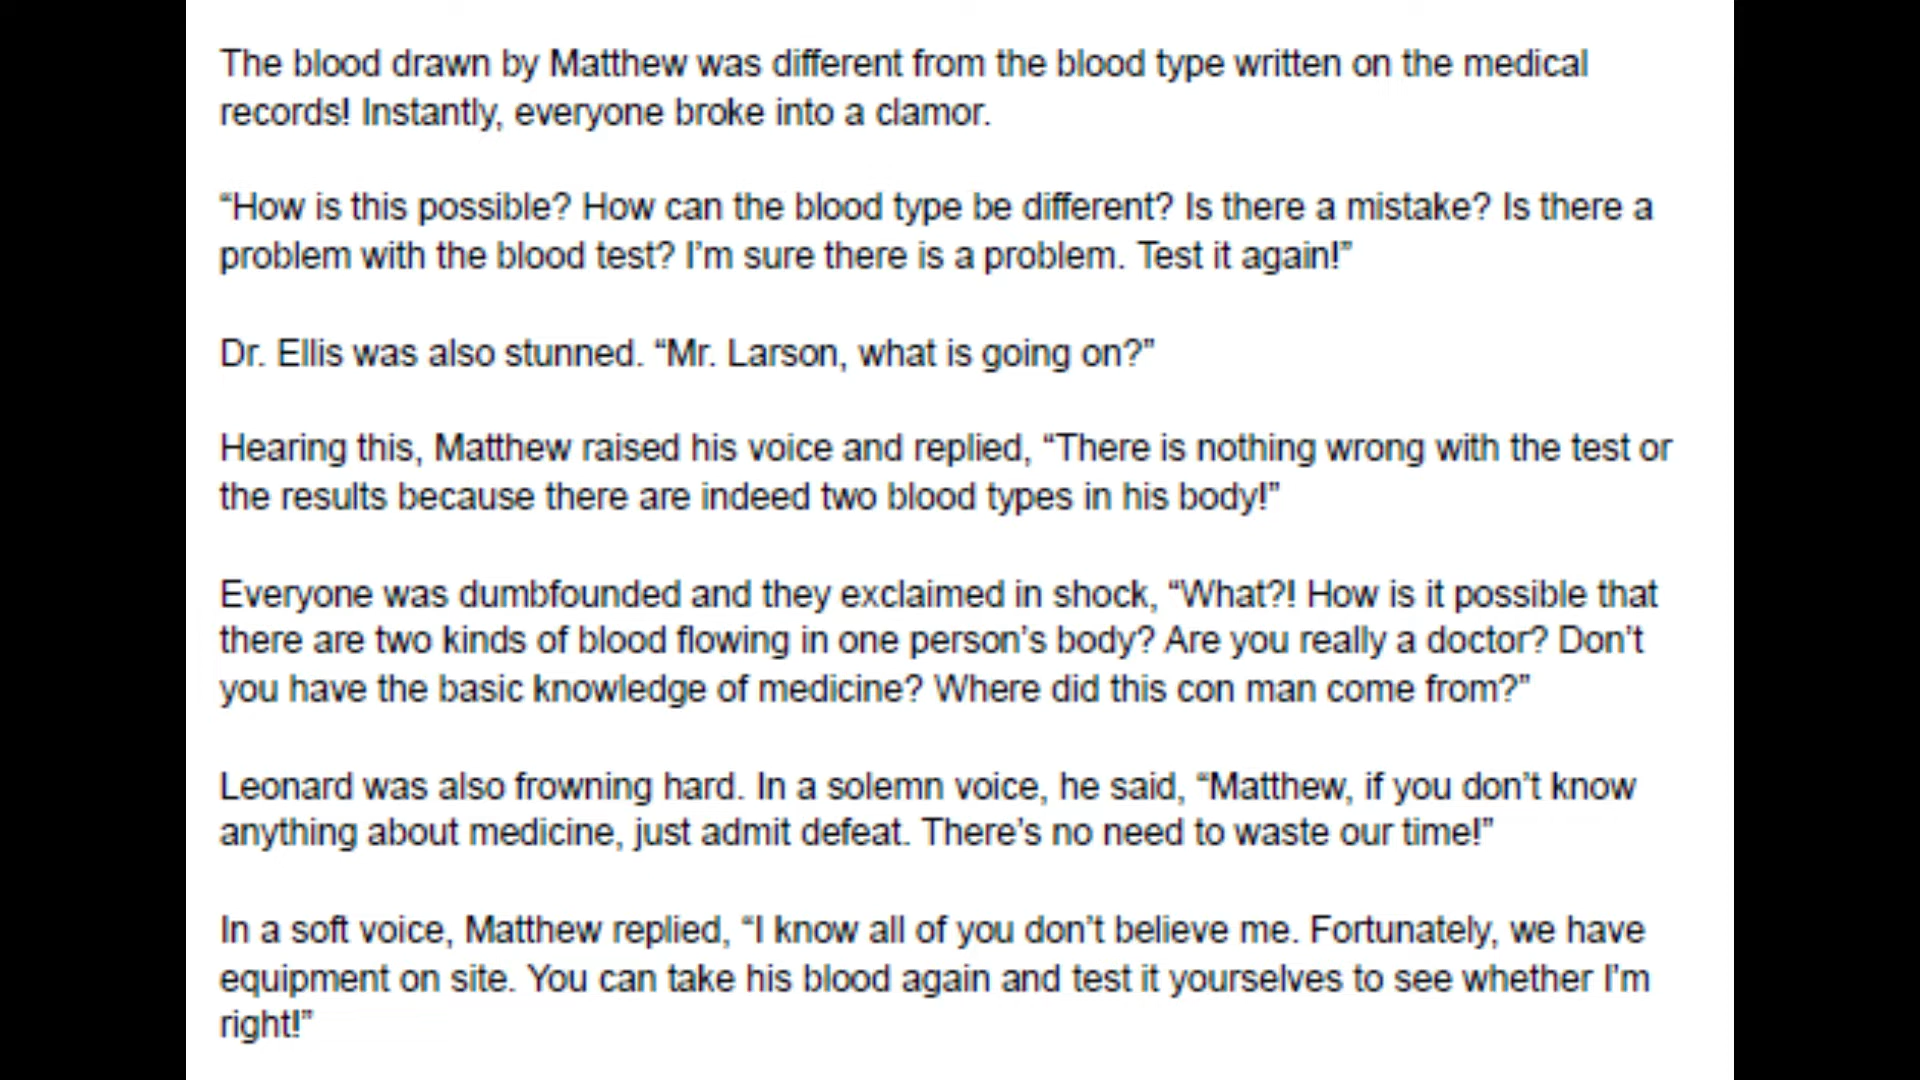 The blood drawn by Matthew was different from the blood type written on the medical
records! Instantly, everyone broke into a clamor.
“How is this possible? How can the blood type be different? Is there a mistake? Is there a
problem with the blood test? I’m sure there is a problem. Test it again!”
Dr. Ellis was also stunned. “Mr. Larson, what is going on?”
Hearing this, Matthew raised his voice and replied, “There is nothing wrong with the test or
the results because there are indeed two blood types in his body!”
Everyone was dumbfounded and they exclaimed in shock, “What?! How is it possible that
there are two kinds of blood flowing in one person’s body? Are you really a doctor? Don’t
you have the basic knowledge of medicine? Where did this con man come from?”
Leonard was also frowning hard. In a solemn voice, he said, “Matthew, if you don’t know
anything about medicine, just admit defeat. There’s no need to waste our time!”
In a soft voice, Matthew replied, “I know all of you don’t believe me. Fortunately, we have
equipment on site. You can take his blood again and test it yourselves to see whether I’m
right!”